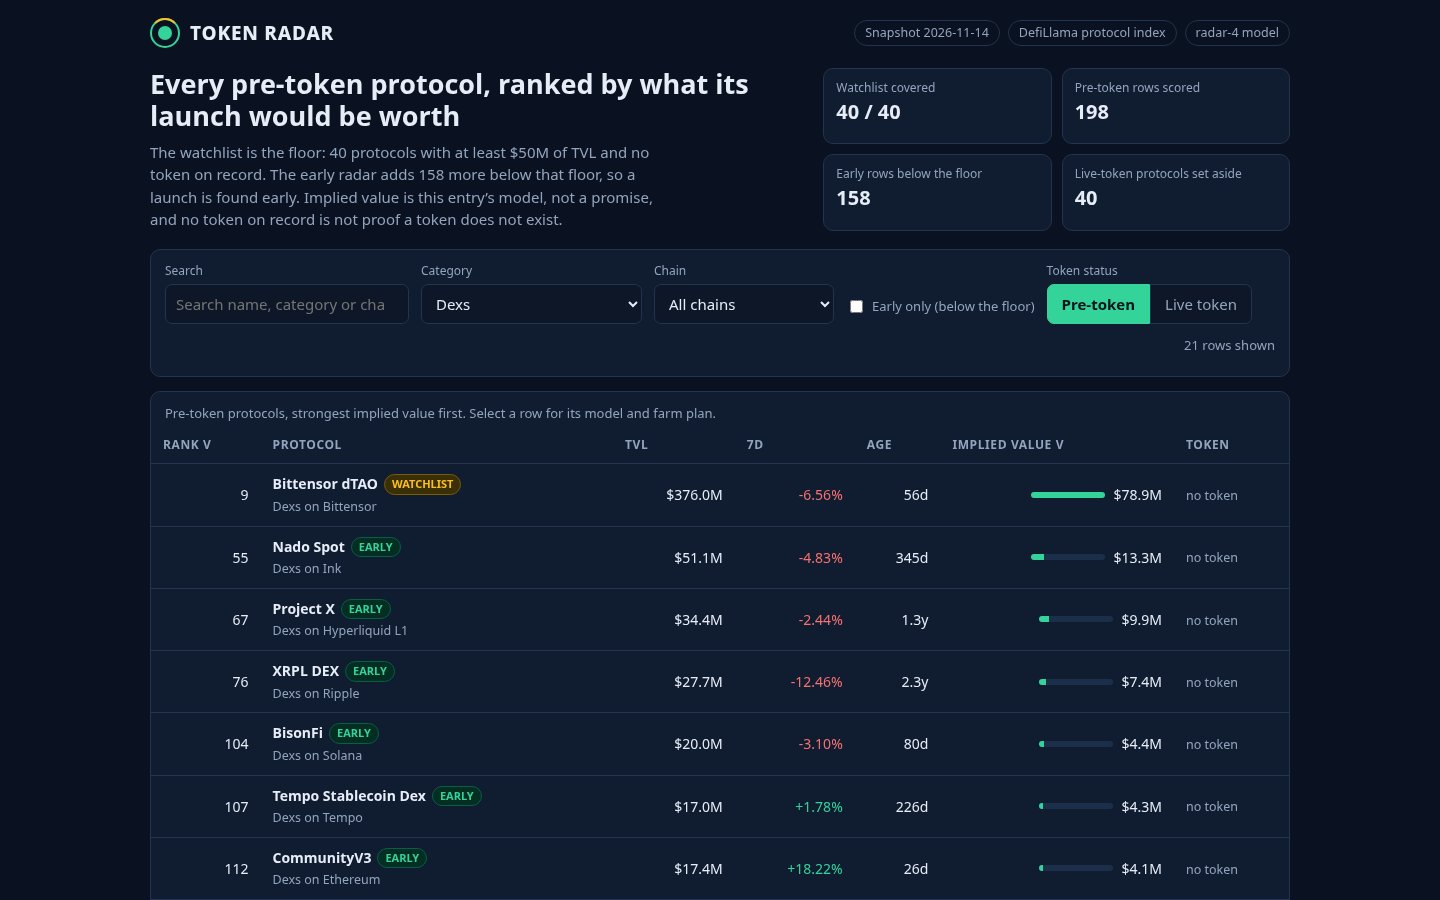 TOKEN RADAR
Snapshot 2026-11-14
DefiLlama protocol index
radar-4 model
Every pre-token protocol, ranked by what its
launch would be worth
The watchlist is the floor: 40 protocols with at least $50M of TVL and no
token on record. The early radar adds 158 more below that floor, so a
launch is found early. Implied value is this entry’s model, not a promise,
and no token on record is not proof a token does not exist.
Watchlist covered
40 / 40
Pre-token rows scored
198
Early rows below the floor
158
Live-token protocols set aside
40
Search
Search name, category or cha
Category
Dexs
Chain
All chains
Early only (below the floor)
Token status
Pre-token
Live token
21 rows shown
Pre-token protocols, strongest implied value first. Select a row for its model and farm plan.
RANK V PROTOCOL TVL 7D AGE IMPLIED VALUE V TOKEN
9 Bittensor dTAO WATCHLIST $376.0M -6.56% 56d $78.9M no token
Dexs on Bittensor
55 Nado Spot EARLY $51.1M -4.83% 345d $13.3M no token
Dexs on Ink
67 Project X EARLY $34.4M -2.44% 1.3y $9.9M no token
Dexs on Hyperliquid L1
76 XRPL DEX EARLY $27.7M -12.46% 2.3y $7.4M no token
Dexs on Ripple
104 BisonFi EARLY $20.0M -3.10% 80d $4.4M no token
Dexs on Solana
107 Tempo Stablecoin Dex EARLY $17.0M +1.78% 226d $4.3M no token
Dexs on Tempo
112 CommunityV3 EARLY $17.4M +18.22% 26d $4.1M no token
Dexs on Ethereum